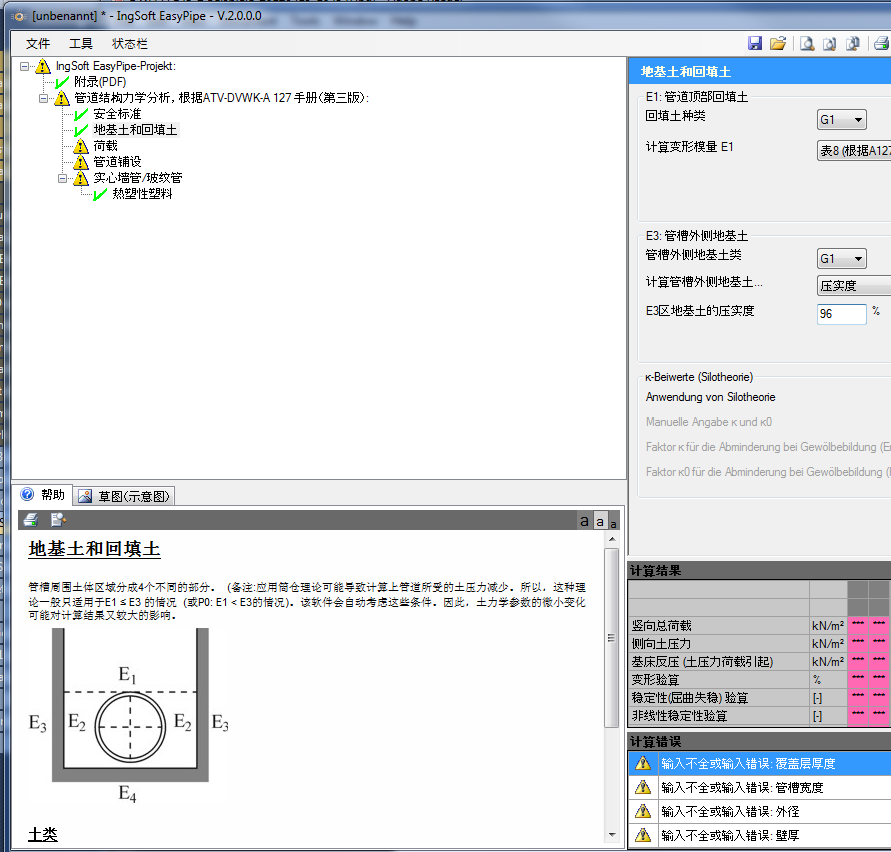 [unbenannt] * - IngSoft EasyPipe - V.2.0.0.0
文件 工具 状态栏
IngSoft EasyPipe-Projekt:
附录(PDF)
管道结构力学分析, 根据ATV-DVWK-A 127 手册(第三版):
安全标准
地基土和回填土
荷载
管道铺设
实心墙管/玻纹管
热塑性塑料
地基土和回填土
E1: 管道顶部回填土
回填土种类 G1
计算变形模量 E1 表8 (根据A127
E3: 管槽外侧地基土
管槽外侧地基土类 G1
计算管槽外侧地基土... 压实度
E3区地基土的压实度 96 %
κ-Beiwerte (Silotheorie)
Anwendung von Silotheorie
Manuelle Angabe κ und κ0
Faktor κ für die Abminderung bei Gewölbebildung (E
Faktor κ0 für die Abminderung bei Gewölbebildung (
帮助 草图(示意图)
a a a
地基土和回填土
管槽周围土体区域分成4个不同的部分。 (备注:应用筒仓理论可能导致计算上管道所受的土压力减少。所以，这种理
论一般只适用于E1 ≤ E3 的情况 (或P0: E1 < E3的情况)。该软件会自动考虑这些条件。因此，土力学参数的微小变化
可能对计算结果又较大的影响。
E1
E3 E2 E2 E3
E4
土类
计算结果
竖向总荷载 kN/m² *** ***
侧向土压力 kN/m² *** ***
基床反压 (土压力荷载引起) kN/m² *** ***
变形验算 % *** ***
稳定性(屈曲失稳) 验算 [-] *** ***
非线性稳定性验算 [-] *** ***
计算错误
输入不全或输入错误: 覆盖层厚度
输入不全或输入错误: 管槽宽度
输入不全或输入错误: 外径
输入不全或输入错误: 壁厚